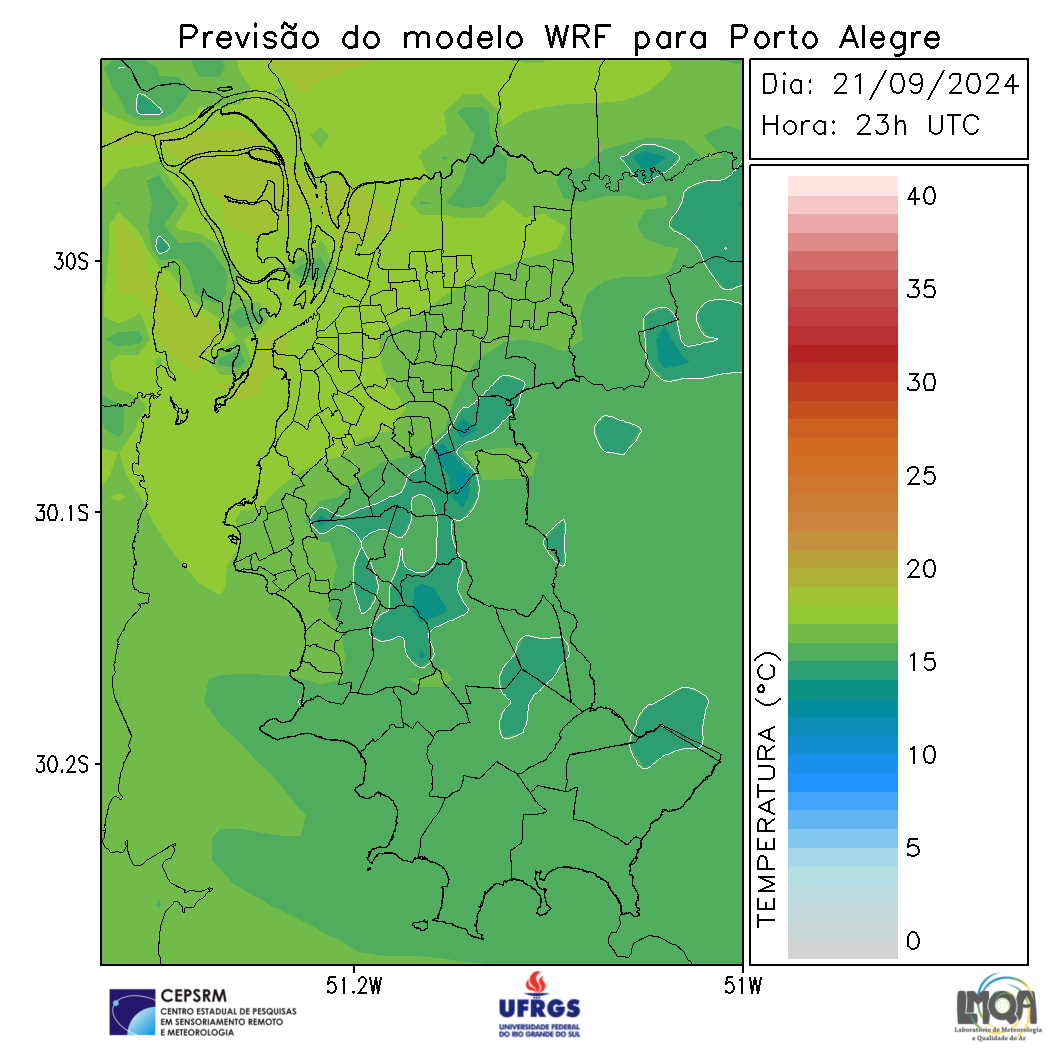 Previsão do modelo WRF para Porto Alegre
Dia: 21/09/2024
Hora: 23h UTC
40
35
30
25
20
15
10
5
0
TEMPERATURA (°C)
30S
30.1S
30.2S
51.2W
51W
CEPSRM
CENTRO ESTADUAL DE PESQUISAS
EM SENSORIAMENTO REMOTO
E METEOROLOGIA
UFRGS
UNIVERSIDADE FEDERAL
DO RIO GRANDE DO SUL
LMQA
Laboratório de Meteorologia
e Qualidade do Ar